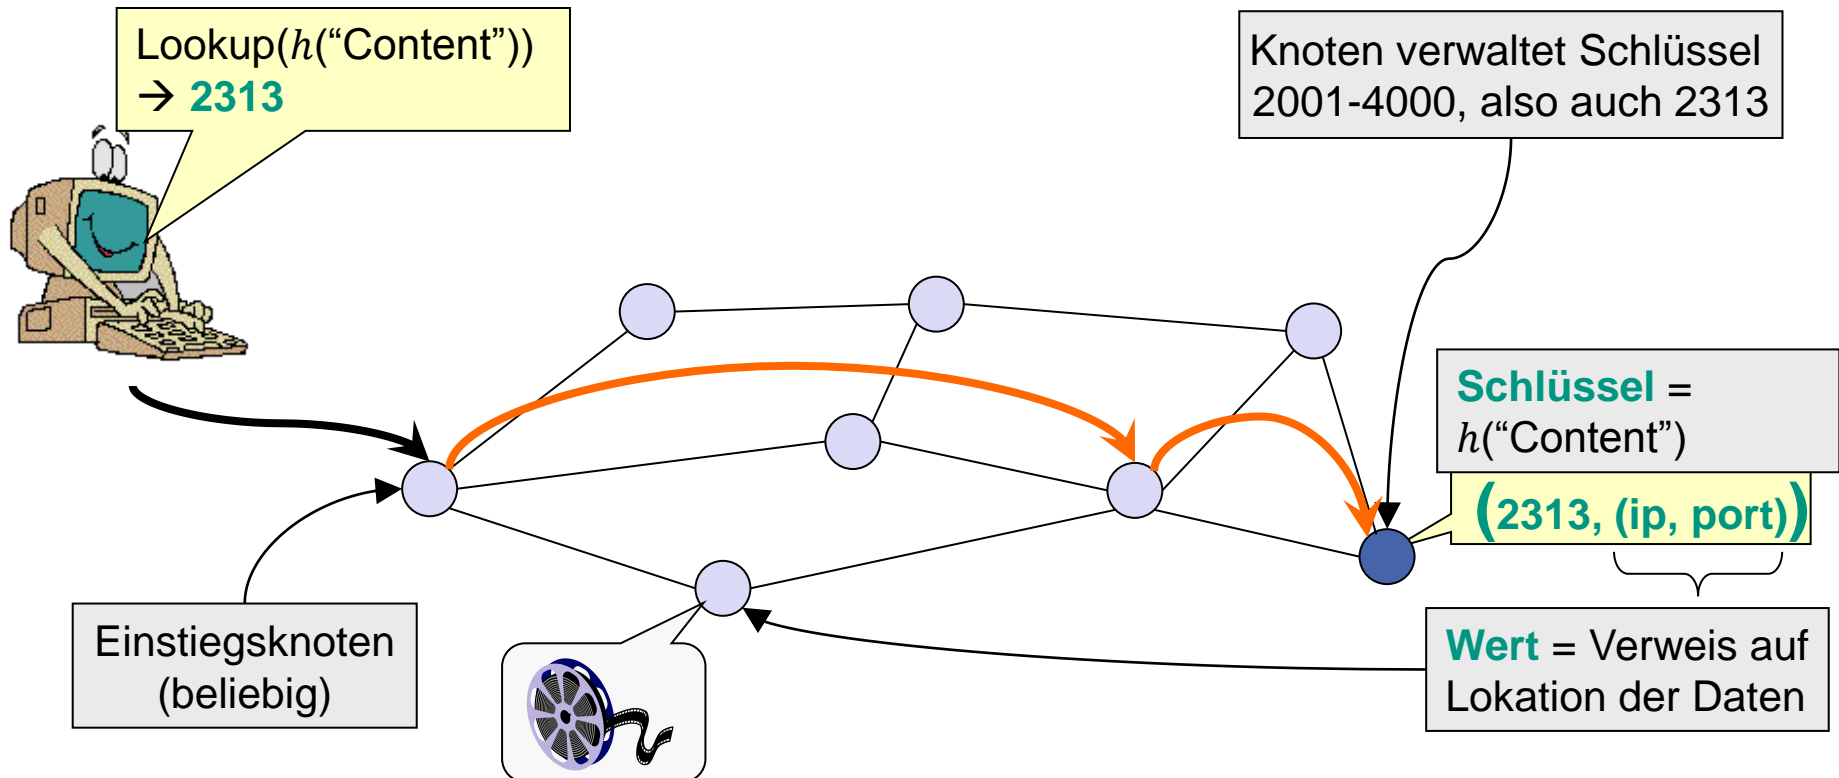 Lookup(h(“Content”))
→ 2313
Knoten verwaltet Schlüssel
2001-4000, also auch 2313
Schlüssel =
h(“Content”)
(2313, (ip, port))
Einstiegsknoten
(beliebig)
Wert = Verweis auf
Lokation der Daten